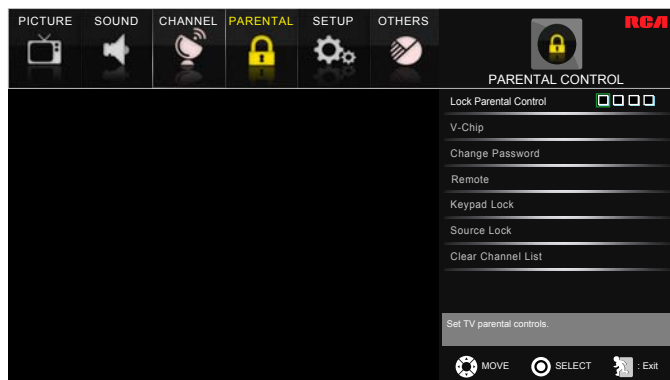 PICTURE SOUND CHANNEL PARENTAL SETUP OTHERS
RCA
PARENTAL CONTROL
Lock Parental Control
V-Chip
Change Password
Remote
Keypad Lock
Source Lock
Clear Channel List
Set TV parental controls.
MOVE SELECT : Exit